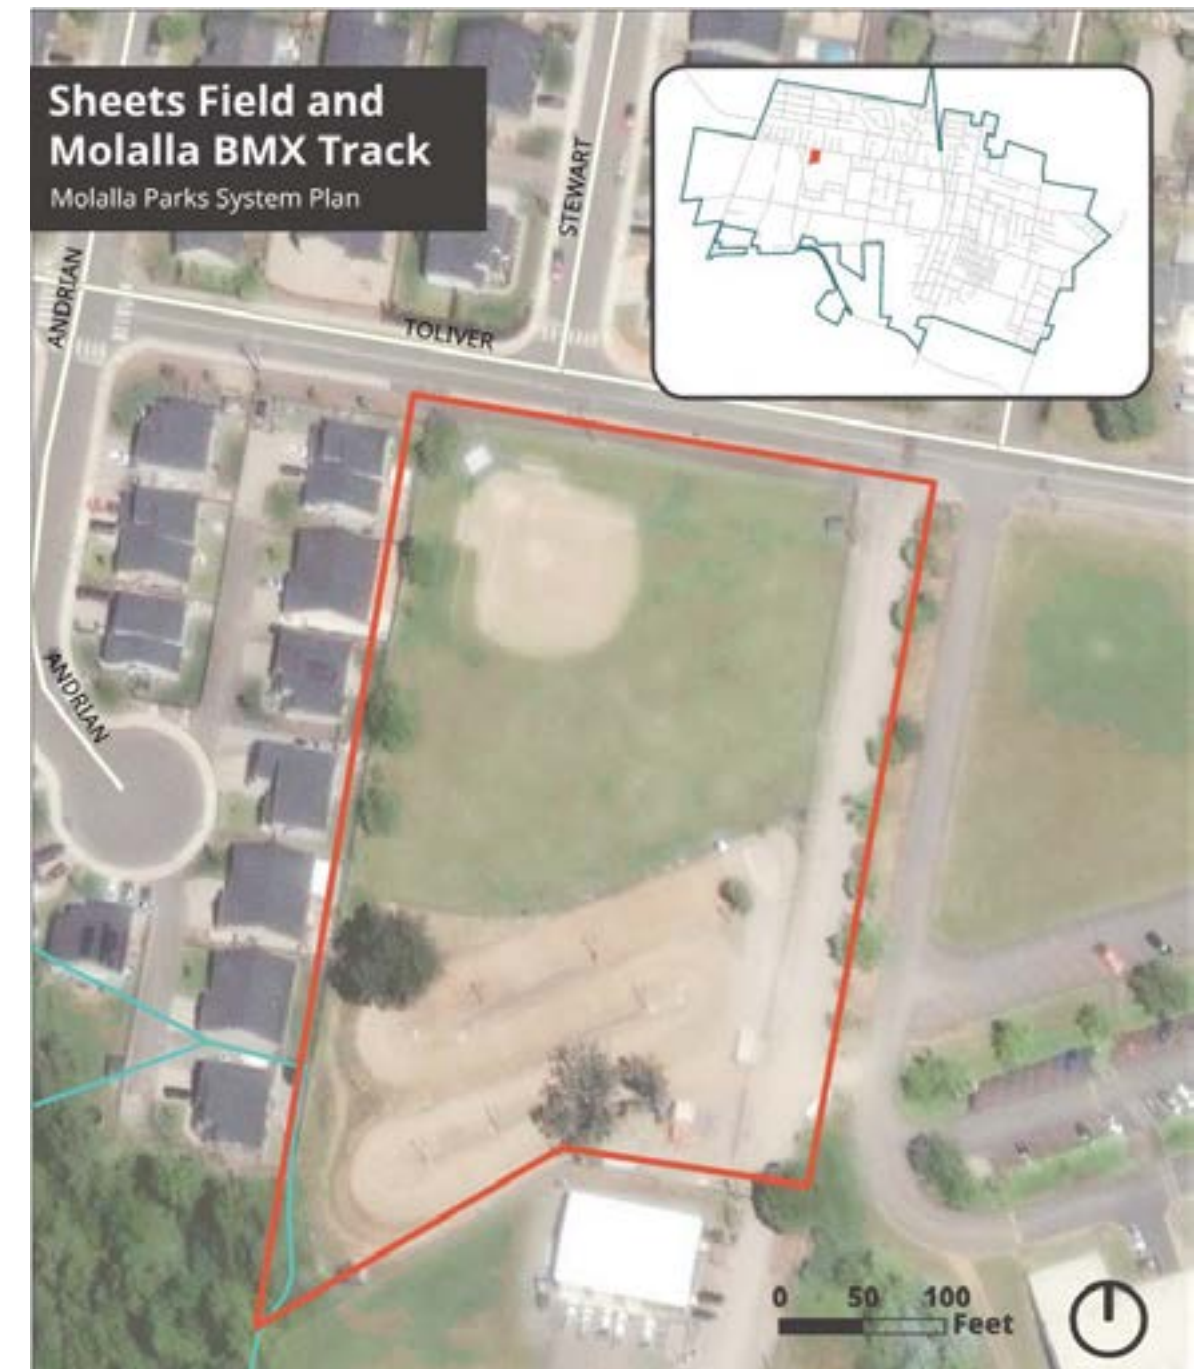 Sheets Field and
Molalla BMX Track
Molalla Parks System Plan
STEWART
ANDRIAN
TOLIVER
ANDRIAN
0 50 100
Feet